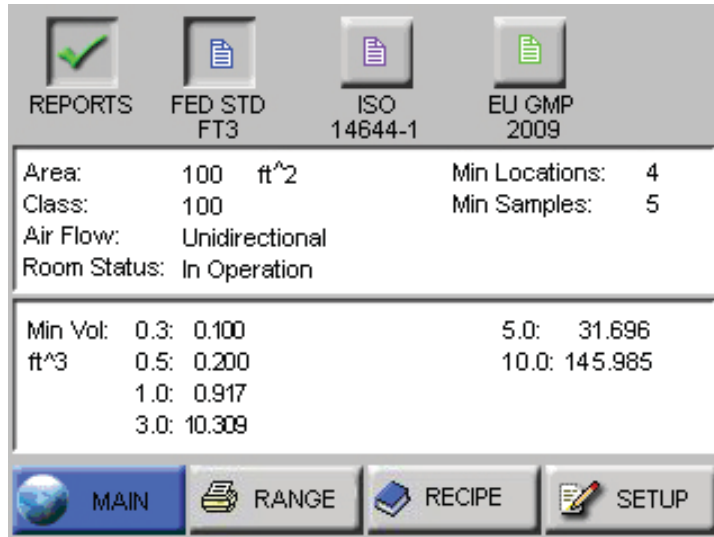 REPORTS FED STD FT3 ISO 14644-1 EU GMP 2009
Area: 100 ft^2 Min Locations: 4
Class: 100 Min Samples: 5
Air Flow: Unidirectional
Room Status: In Operation
Min Vol: 0.3: 0.100 5.0: 31.696
ft^3 0.5: 0.200 10.0: 145.985
1.0: 0.917
3.0: 10.309
MAIN RANGE RECIPE SETUP